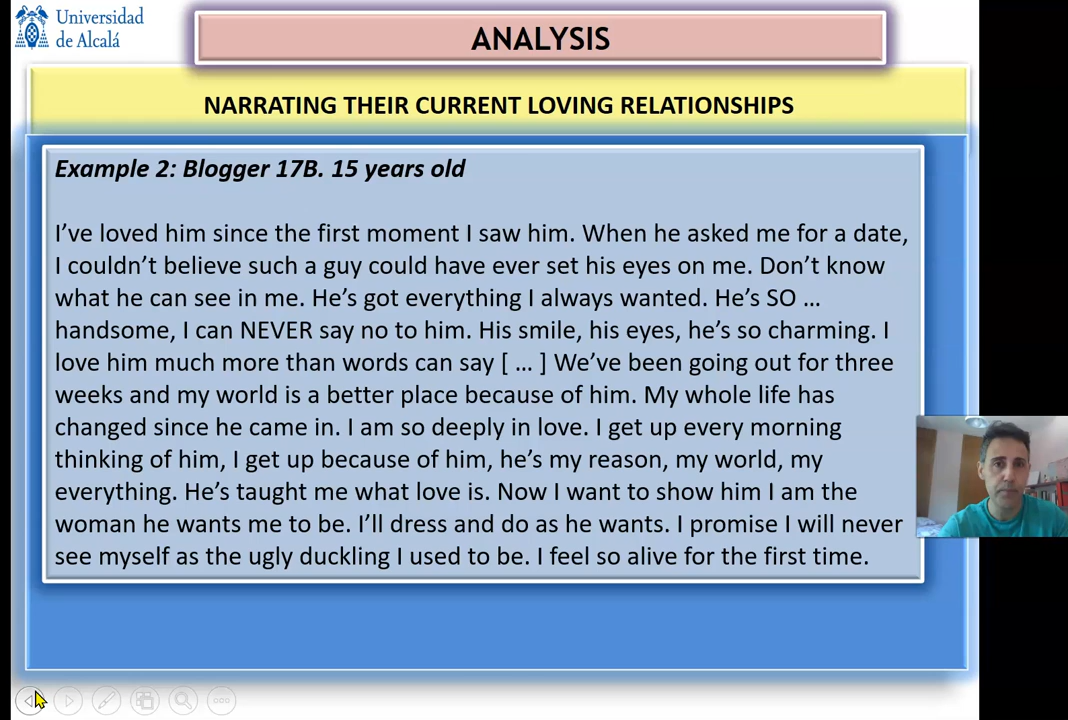 Universidad
de Alcalá
ANALYSIS
NARRATING THEIR CURRENT LOVING RELATIONSHIPS
Example 2: Blogger 17B. 15 years old
I've loved him since the first moment I saw him. When he asked me for a date,
I couldn't believe such a guy could have ever set his eyes on me. Don't know
what he can see in me. He's got everything I always wanted. He's SO ...
handsome, I can NEVER say no to him. His smile, his eyes, he's so charming. I
love him much more than words can say [ ... ] We've been going out for three
weeks and my world is a better place because of him. My whole life has
changed since he came in. I am so deeply in love. I get up every morning
thinking of him, I get up because of him, he's my reason, my world, my
everything. He's taught me what love is. Now I want to show him I am the
woman he wants me to be. I'll dress and do as he wants. I promise I will never
see myself as the ugly duckling I used to be. I feel so alive for the first time.